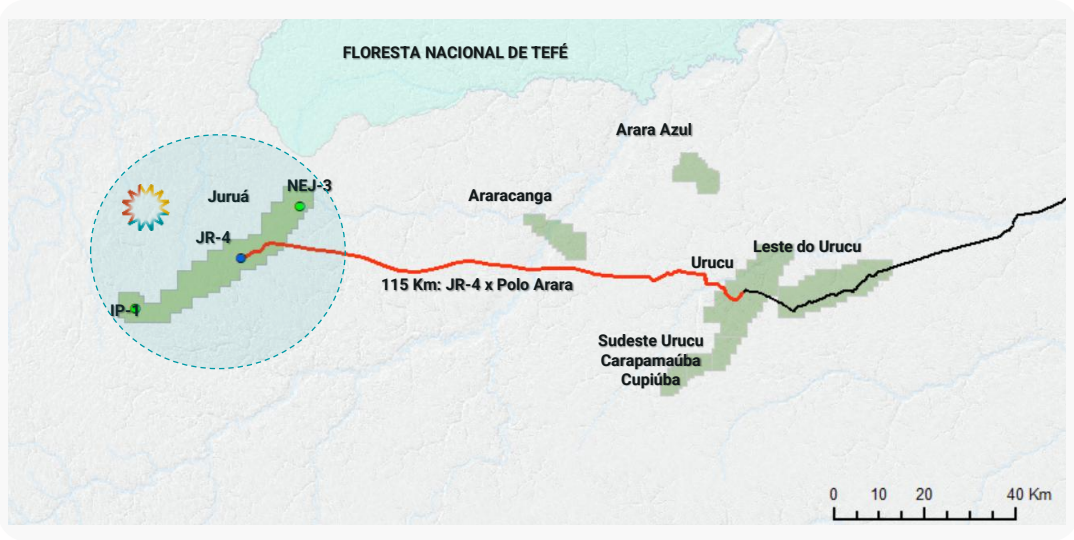 FLORESTA NACIONAL DE TEFÉ
Arara Azul
NEJ-3
Juruá
Araracanga
JR-4
Leste do Urucu
Urucu
115 Km: JR-4 x Polo Arara
IP-1
Sudeste Urucu
Carapamaúba
Cupiúba
0 10 20 40 Km